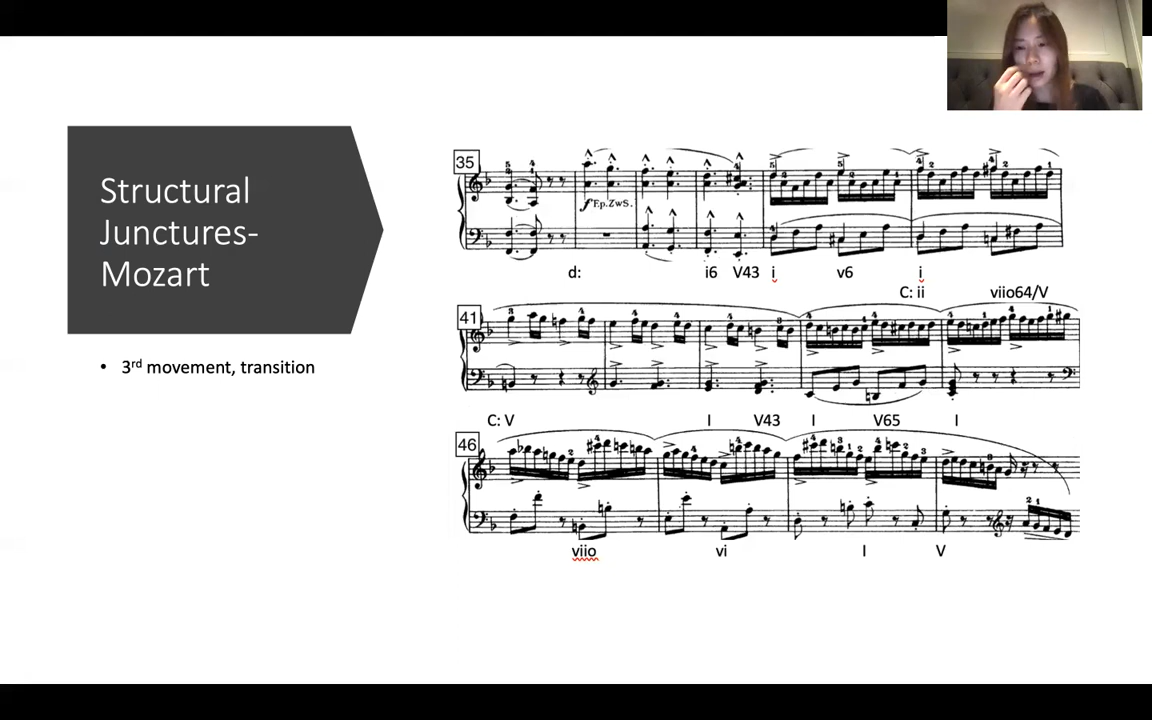 Structural
Junctures-
Mozart
• 3rd movement, transition
35
f F.p.ZwS.
d: i6 V43 i v6 i
C: ii viio64/V
41
C: V I V43 I V65 I
46
viio vi I V